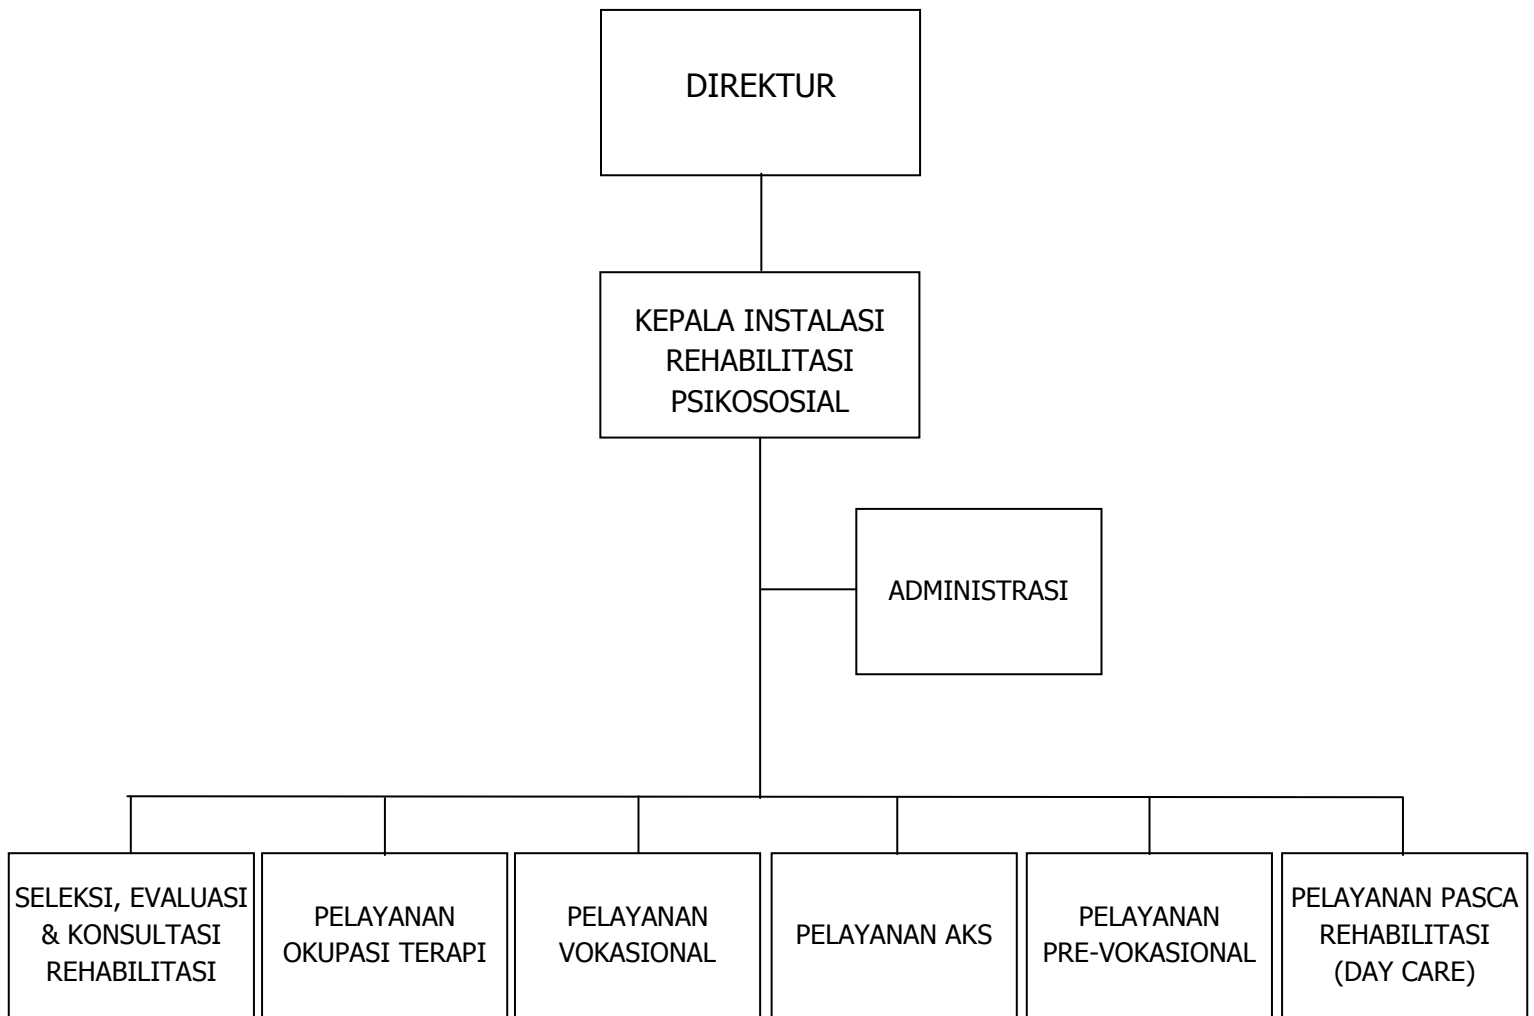 DIREKTUR
KEPALA INSTALASI
REHABILITASI
PSIKOSOSIAL
ADMINISTRASI
SELEKSI, EVALUASI
& KONSULTASI
REHABILITASI
PELAYANAN
OKUPASI TERAPI
PELAYANAN
VOKASIONAL
PELAYANAN AKS
PELAYANAN
PRE-VOKASIONAL
PELAYANAN PASCA
REHABILITASI
(DAY CARE)